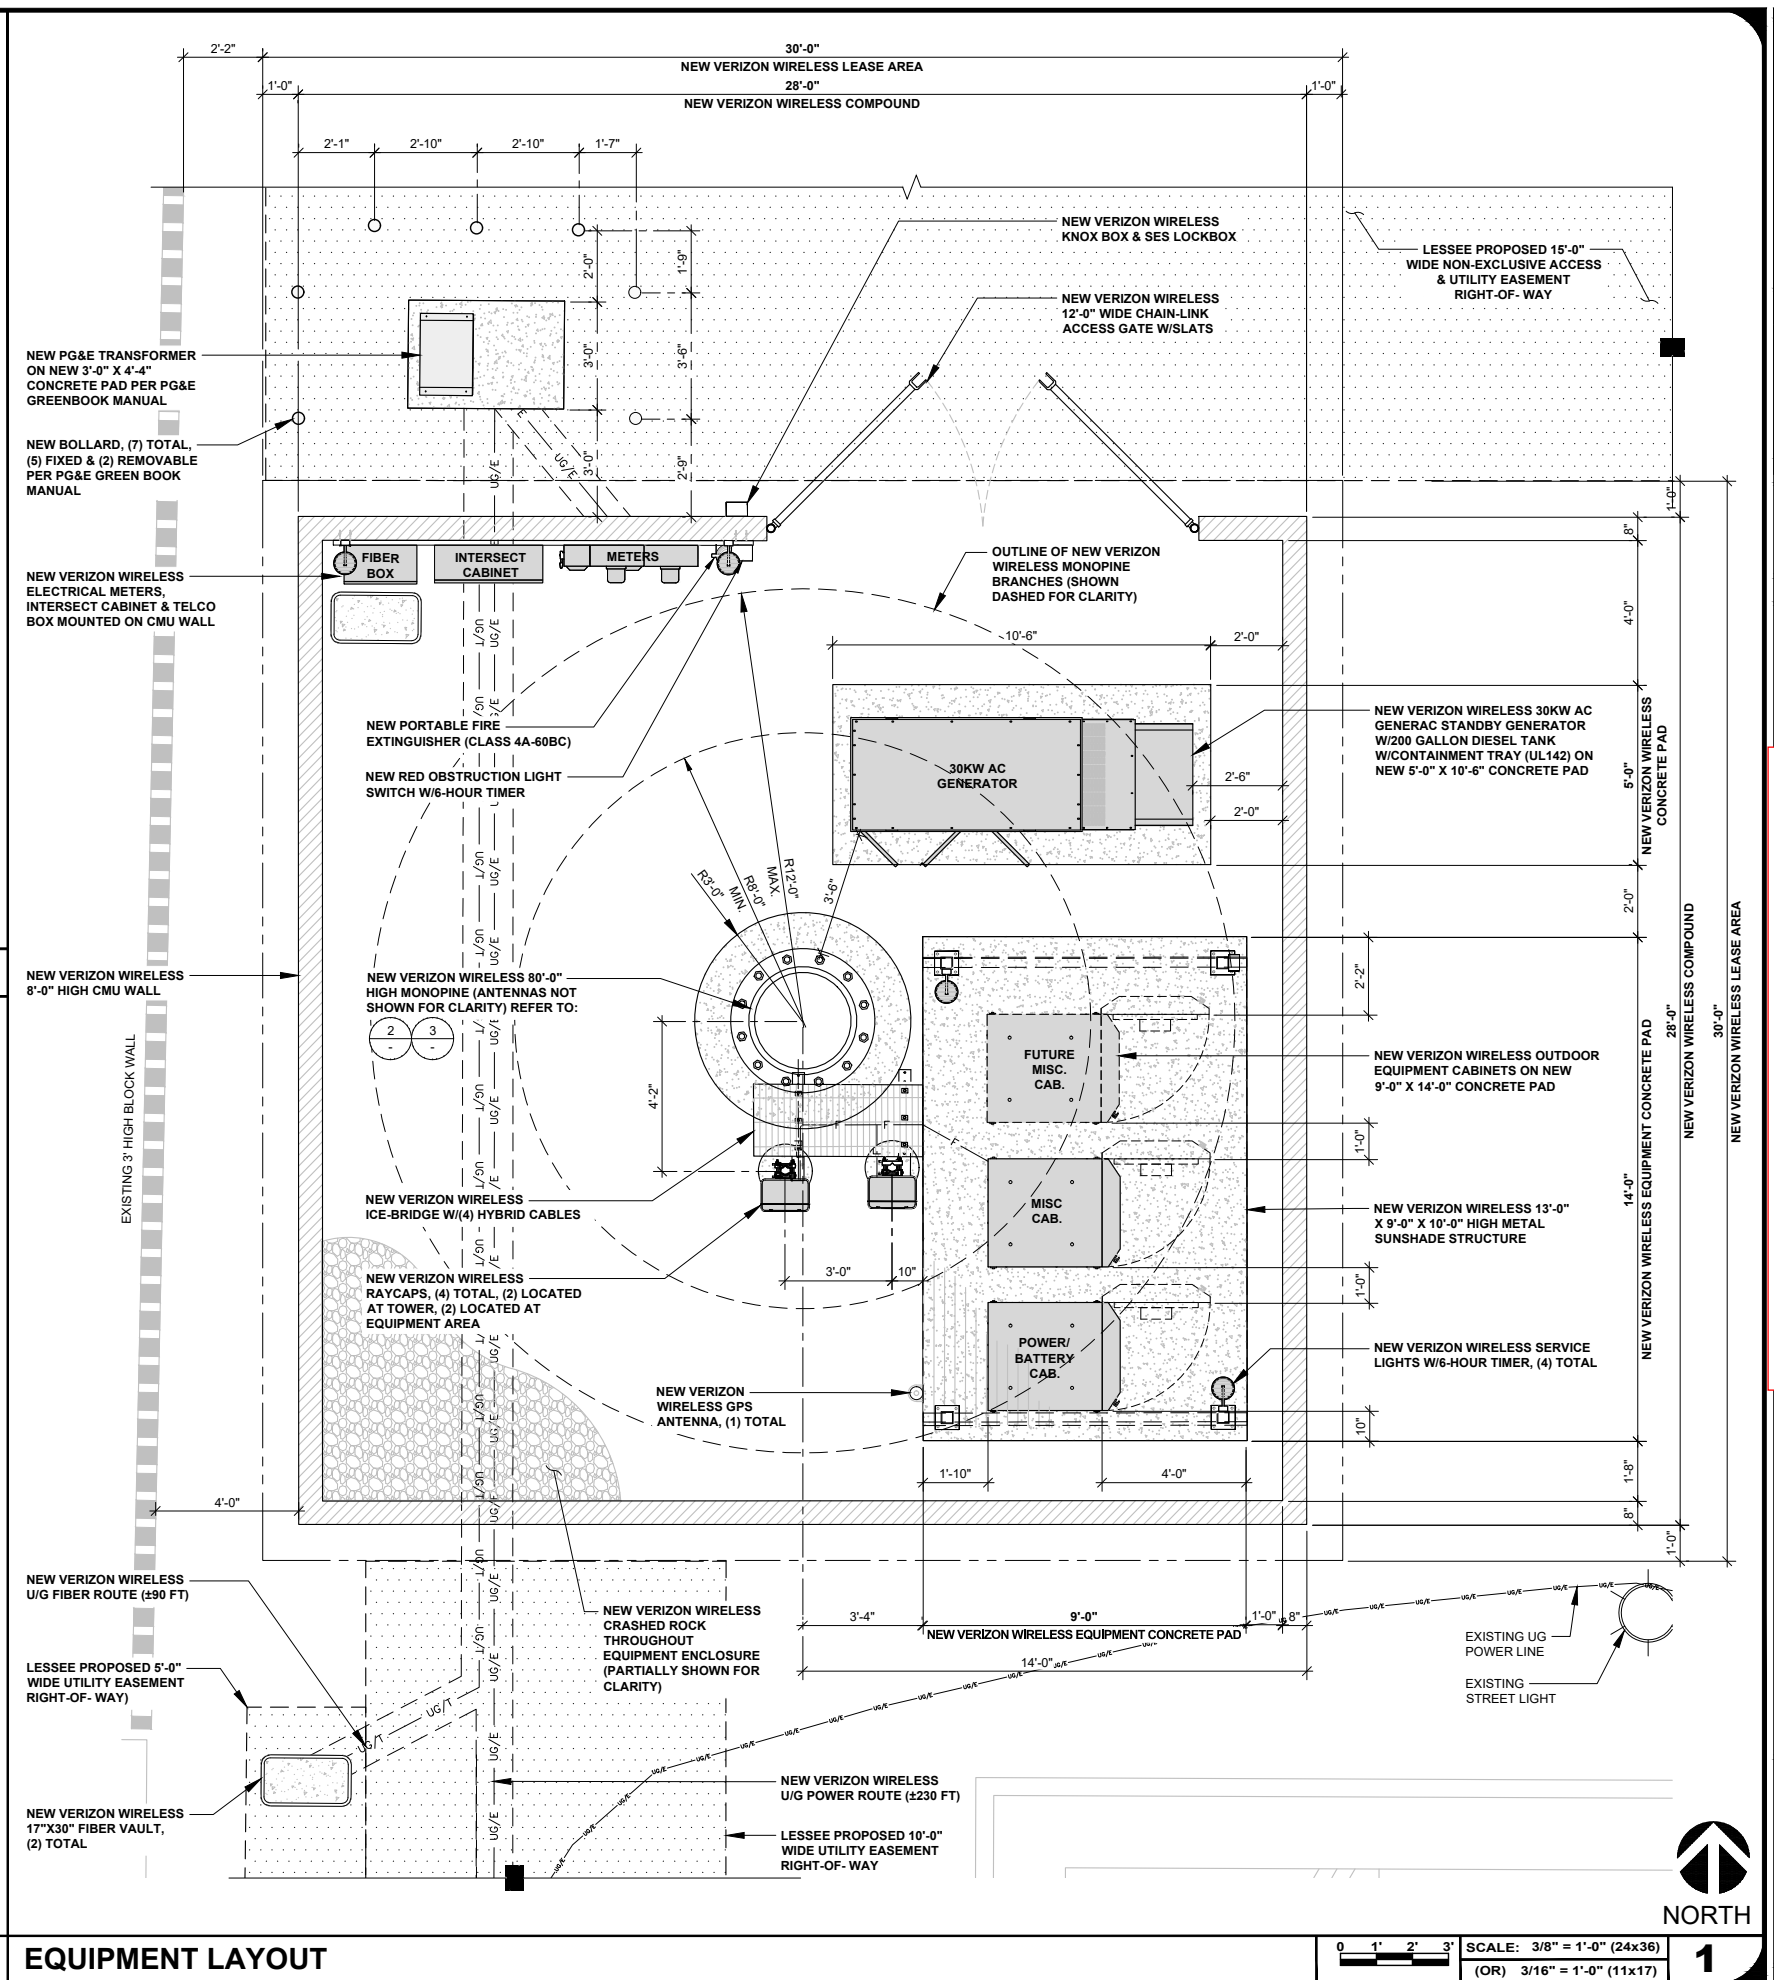 2'-2"
30'-0"
NEW VERIZON WIRELESS LEASE AREA
1'-0"
28'-0"
1'-0"
NEW VERIZON WIRELESS COMPOUND
2'-1"
2'-10"
2'-10"
1'-7"
NEW VERIZON WIRELESS
KNOX BOX & SES LOCKBOX
LESSEE PROPOSED 15'-0"
WIDE NON-EXCLUSIVE ACCESS
& UTILITY EASEMENT
RIGHT-OF- WAY
2'-0"
1'-9"
NEW VERIZON WIRELESS
12'-0" WIDE CHAIN-LINK
ACCESS GATE W/SLATS
NEW PG&E TRANSFORMER
ON NEW 3'-0" X 4'-4"
CONCRETE PAD PER PG&E
GREENBOOK MANUAL
3'-0"
3'-6"
NEW BOLLARD, (7) TOTAL,
(5) FIXED & (2) REMOVABLE
PER PG&E GREEN BOOK
MANUAL
E
UG/E
UG/E
3'-0"
2'-9"
1'-0"
8"
FIBER
BOX
INTERSECT
CABINET
METERS
OUTLINE OF NEW VERIZON
WIRELESS MONOPINE
BRANCHES (SHOWN
DASHED FOR CLARITY)
NEW VERIZON WIRELESS
ELECTRICAL METERS,
INTERSECT CABINET & TELCO
BOX MOUNTED ON CMU WALL
4'-0"
UG/T
UG/E
10'-6"
2'-0"
NEW PORTABLE FIRE
EXTINGUISHER (CLASS 4A-60BC)
NEW RED OBSTRUCTION LIGHT
SWITCH W/6-HOUR TIMER
30KW AC
GENERATOR
2'-6"
2'-0"
NEW VERIZON WIRELESS 30KW AC
GENERAC STANDBY GENERATOR
W/200 GALLON DIESEL TANK
W/CONTAINMENT TRAY (UL142) ON
NEW 5'-0" X 10'-6" CONCRETE PAD
5'-0"
NEW VERIZON WIRELESS
CONCRETE PAD
UG/T
UG/E
R3'-0"
MIN.
R8'-0"
MAX.
R12'-0"
3'-6"
2'-0"
NEW VERIZON WIRELESS
8'-0" HIGH CMU WALL
NEW VERIZON WIRELESS 80'-0"
HIGH MONOPINE (ANTENNAS NOT
SHOWN FOR CLARITY) REFER TO:
2
-
3
-
2'-2"
28'-0"
NEW VERIZON WIRELESS COMPOUND
30'-0"
NEW VERIZON WIRELESS LEASE AREA
EXISTING 3' HIGH BLOCK WALL
4'-2"
FUTURE
MISC.
CAB.
NEW VERIZON WIRELESS OUTDOOR
EQUIPMENT CABINETS ON NEW
9'-0" X 14'-0" CONCRETE PAD
F
F
F
F
1'-0"
14'-0"
NEW VERIZON WIRELESS EQUIPMENT CONCRETE PAD
NEW VERIZON WIRELESS
ICE-BRIDGE W/(4) HYBRID CABLES
MISC
CAB.
NEW VERIZON WIRELESS 13'-0"
X 9'-0" X 10'-0" HIGH METAL
SUNSHADE STRUCTURE
3'-0"
10"
1'-0"
NEW VERIZON WIRELESS
RAYCAPS, (4) TOTAL, (2) LOCATED
AT TOWER, (2) LOCATED AT
EQUIPMENT AREA
POWER/
BATTERY
CAB.
NEW VERIZON WIRELESS SERVICE
LIGHTS W/6-HOUR TIMER, (4) TOTAL
NEW VERIZON
WIRELESS GPS
ANTENNA, (1) TOTAL
10"
1'-10"
4'-0"
1'-8"
4'-0"
8"
1'-0"
NEW VERIZON WIRELESS
U/G FIBER ROUTE (±90 FT)
NEW VERIZON WIRELESS
CRASHED ROCK
THROUGHOUT
EQUIPMENT ENCLOSURE
(PARTIALLY SHOWN FOR
CLARITY)
3'-4"
9'-0"
1'-0"
8"
NEW VERIZON WIRELESS EQUIPMENT CONCRETE PAD
14'-0"
EXISTING UG
POWER LINE
EXISTING
STREET LIGHT
LESSEE PROPOSED 5'-0"
WIDE UTILITY EASEMENT
RIGHT-OF- WAY)
UG/T
UG/T
UG/E
NEW VERIZON WIRELESS
U/G POWER ROUTE (±230 FT)
NEW VERIZON WIRELESS
17"X30" FIBER VAULT,
(2) TOTAL
LESSEE PROPOSED 10'-0"
WIDE UTILITY EASEMENT
RIGHT-OF- WAY
NORTH
EQUIPMENT LAYOUT
0 1' 2' 3'
SCALE: 3/8" = 1'-0" (24x36)
(OR) 3/16" = 1'-0" (11x17)
1